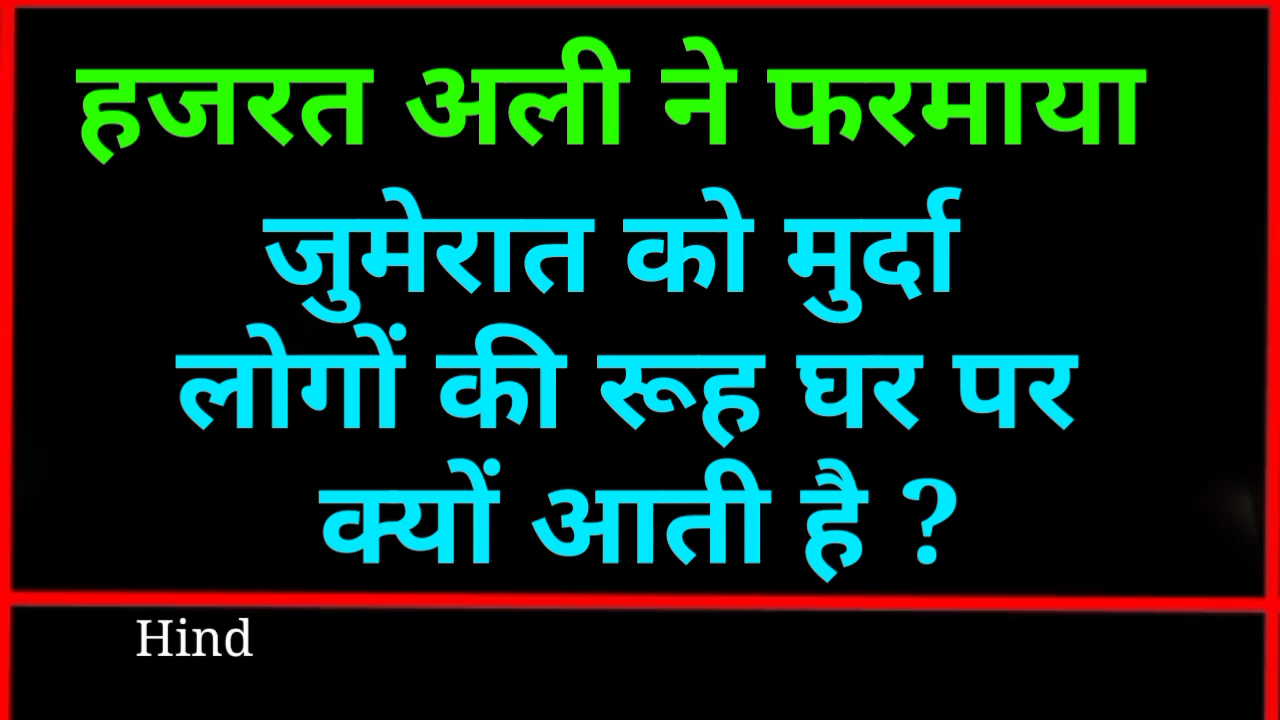 हजरत अली ने फरमाया
जुमेरात को मुर्दा
लोगों की रूह घर पर
क्यों आती है ?
Hind